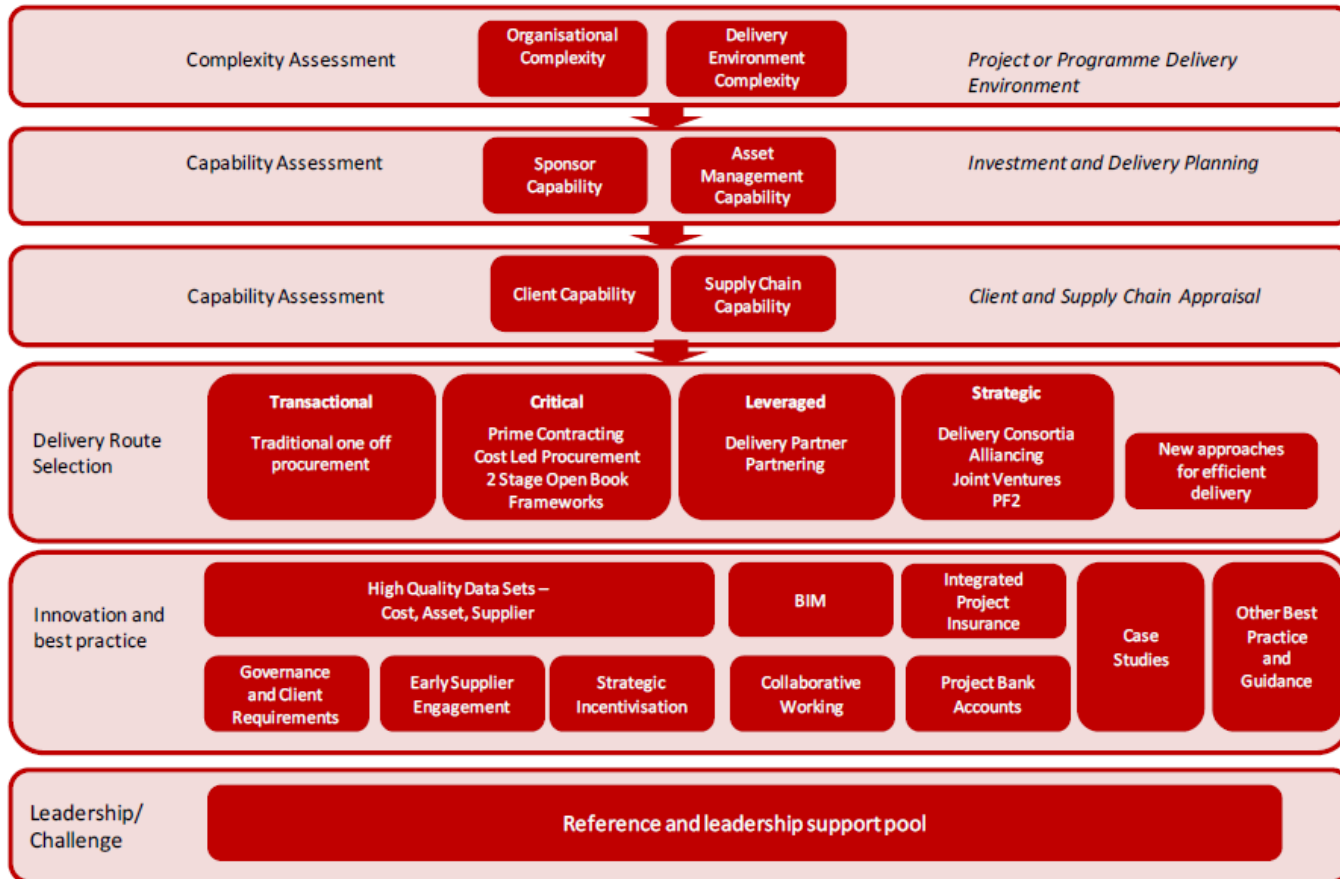 Complexity Assessment
Organisational
Complexity
Delivery
Environment
Complexity
Project or Programme Delivery
Environment
Capability Assessment
Sponsor
Capability
Asset
Management
Capability
Investment and Delivery Planning
Capability Assessment
Client Capability
Supply Chain
Capability
Client and Supply Chain Appraisal
Delivery Route
Selection
Transactional
Traditional one off
procurement
Critical
Prime Contracting
Cost Led Procurement
2 Stage Open Book
Frameworks
Leveraged
Delivery Partner
Partnering
Strategic
Delivery Consortia
Alliancing
Joint Ventures
PF2
New approaches
for efficient
delivery
Innovation and
best practice
High Quality Data Sets –
Cost, Asset, Supplier
BIM
Integrated
Project
Insurance
Case
Studies
Other Best
Practice
and
Guidance
Governance
and Client
Requirements
Early Supplier
Engagement
Strategic
Incentivisation
Collaborative
Working
Project Bank
Accounts
Leadership/
Challenge
Reference and leadership support pool